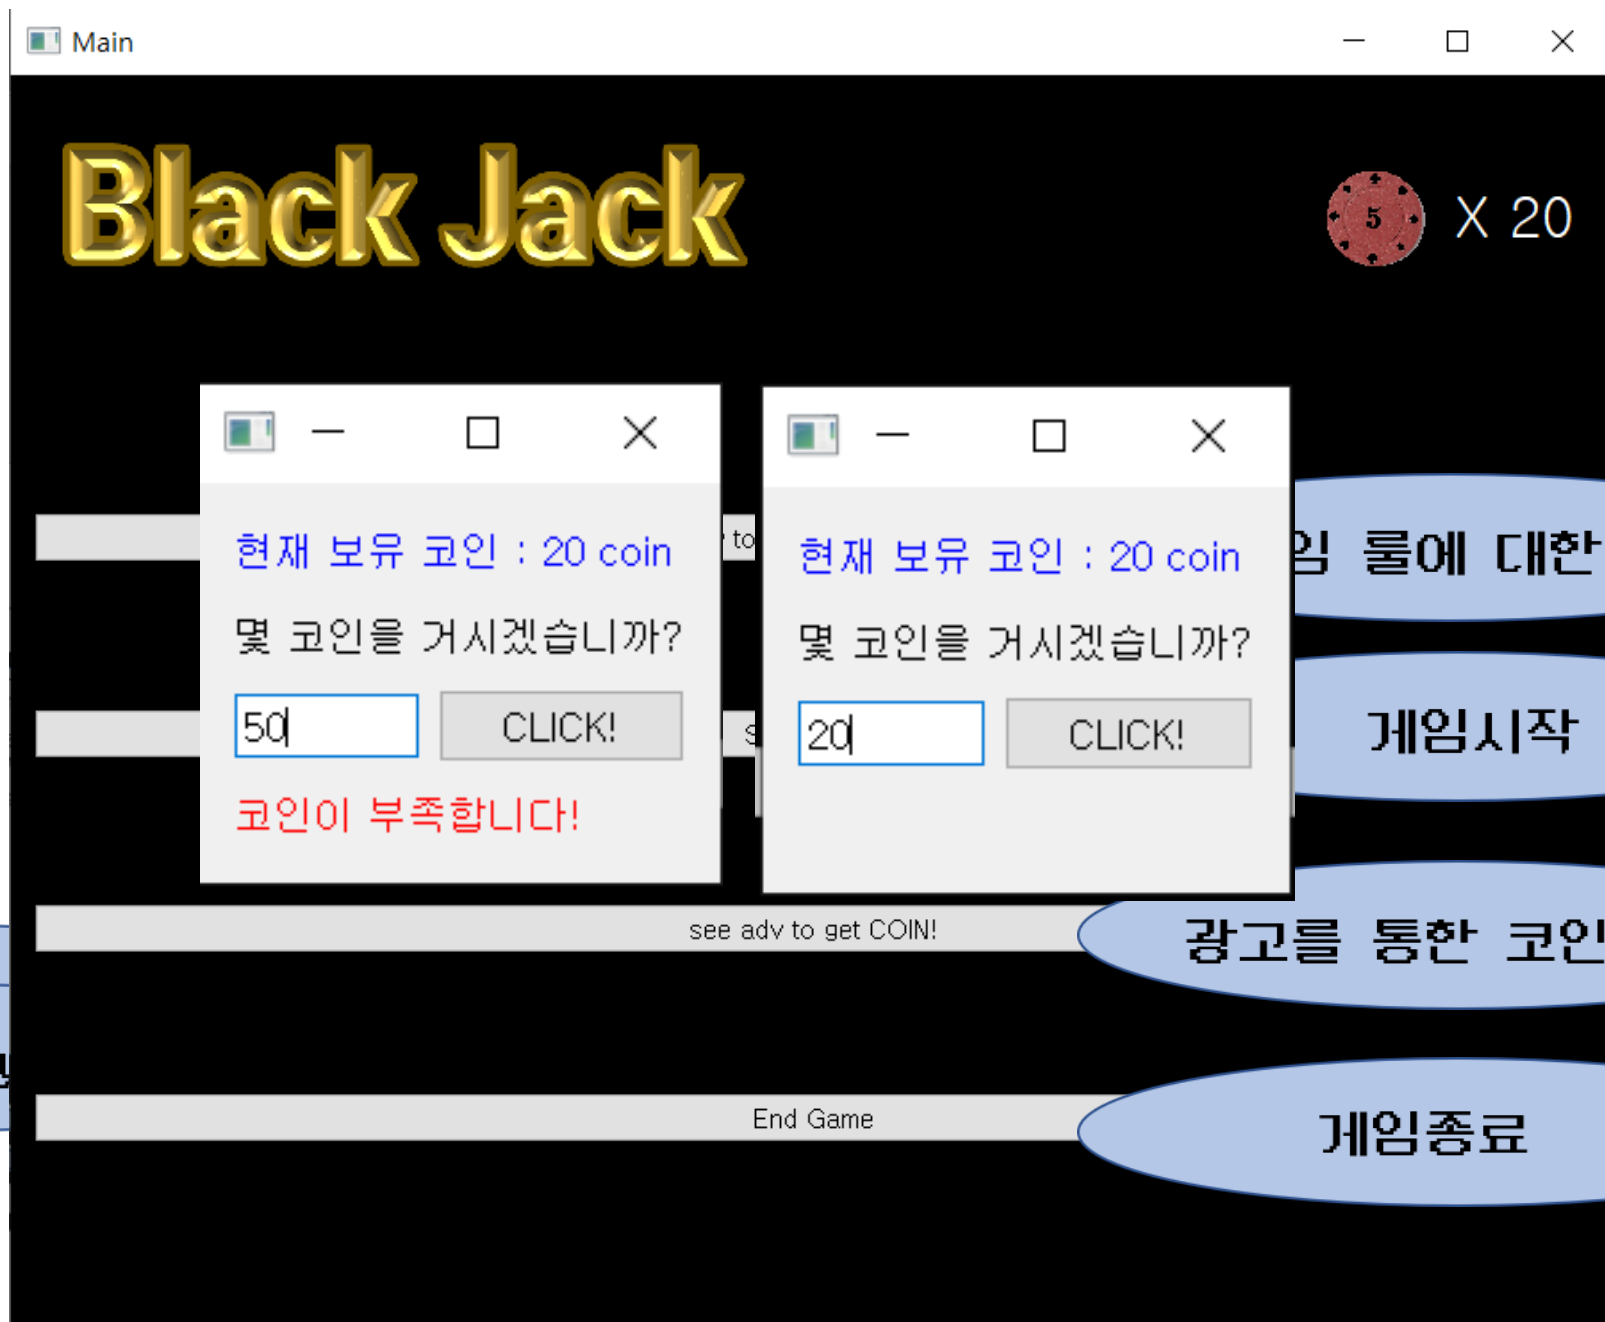 Main
Black Jack
5
X 20
현재 보유 코인 : 20 coin
몇 코인을 거시겠습니까?
50
CLICK!
코인이 부족합니다!
현재 보유 코인 : 20 coin
몇 코인을 거시겠습니까?
20
CLICK!
to
룰에 대한
게임시작
see adv to get COIN!
광고를 통한 코인
End Game
게임종료